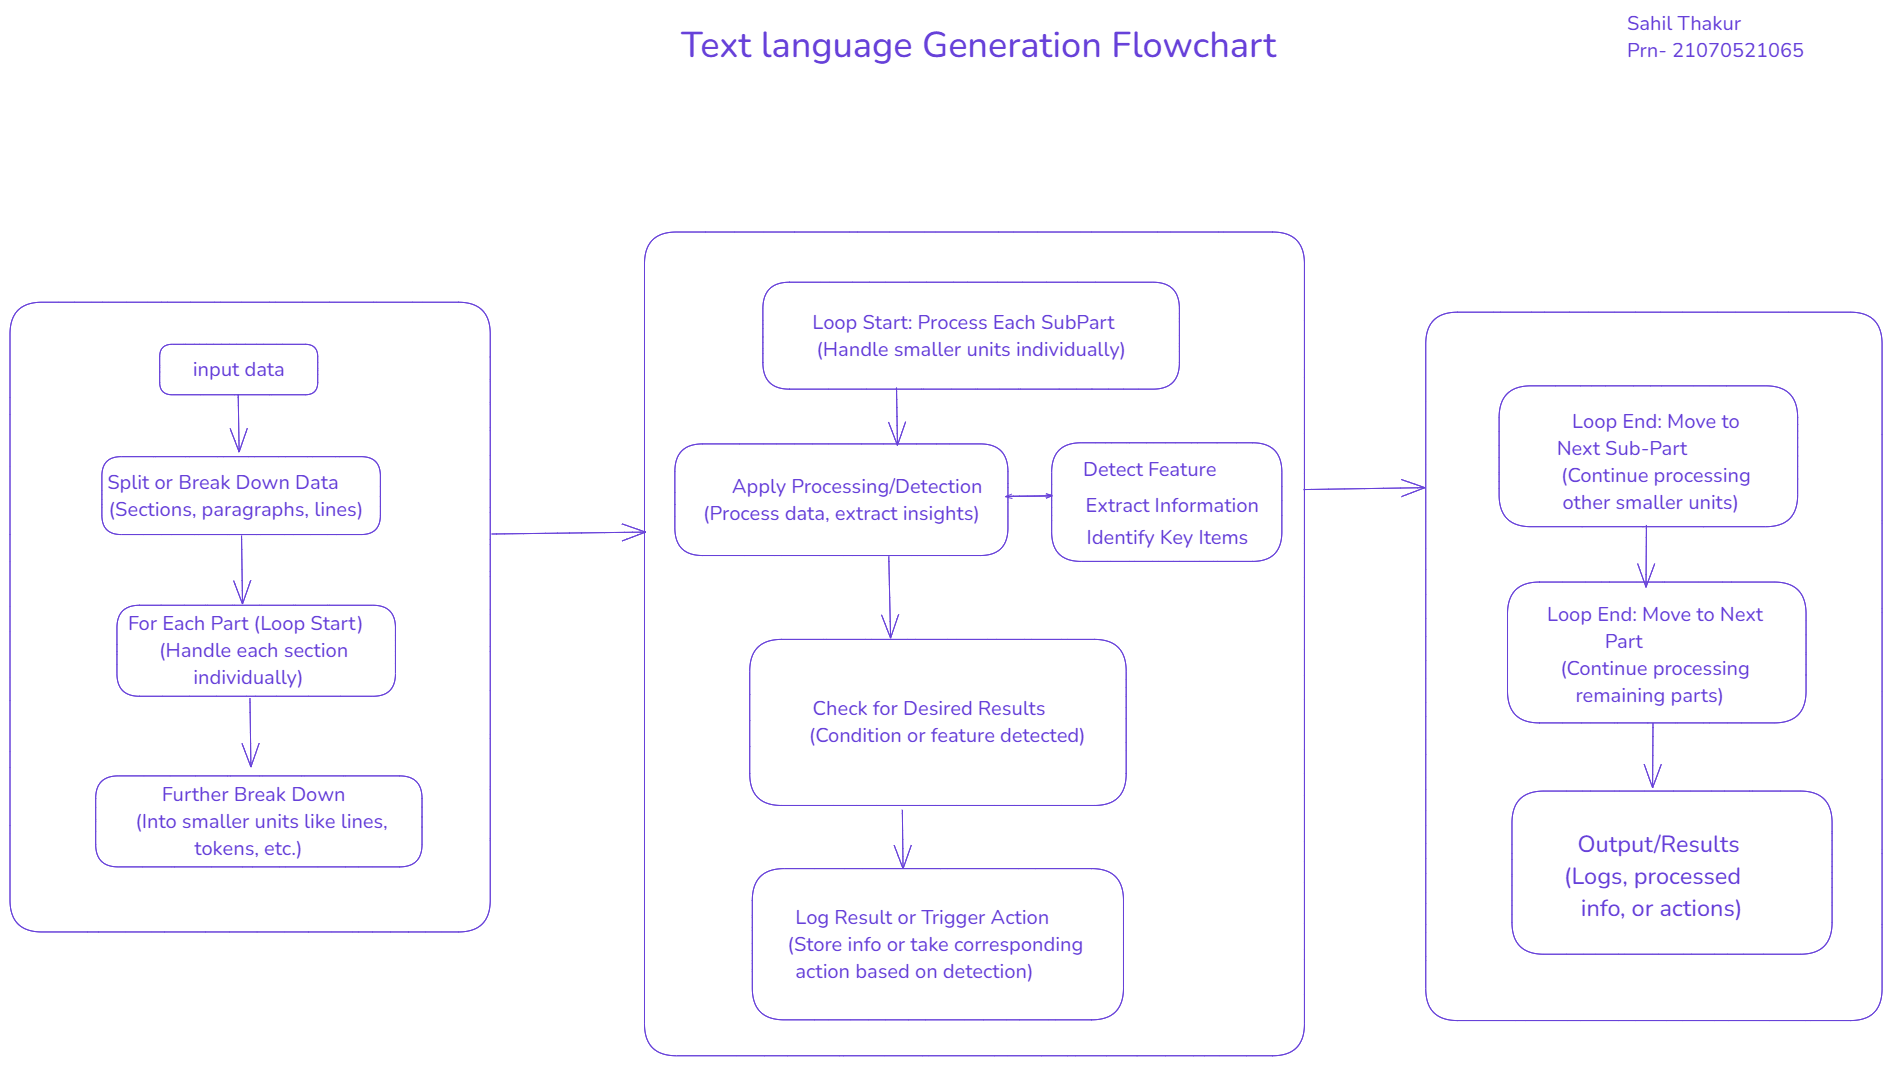 Text language Generation Flowchart
Sahil Thakur
Prn- 21070521065
input data
Split or Break Down Data
(Sections, paragraphs, lines)
For Each Part (Loop Start)
(Handle each section
individually)
Further Break Down
(Into smaller units like lines,
tokens, etc.)
Loop Start: Process Each SubPart
(Handle smaller units individually)
Apply Processing/Detection
(Process data, extract insights)
Detect Feature
Extract Information
Identify Key Items
Check for Desired Results
(Condition or feature detected)
Log Result or Trigger Action
(Store info or take corresponding
action based on detection)
Loop End: Move to
Next Sub-Part
(Continue processing
other smaller units)
Loop End: Move to Next
Part
(Continue processing
remaining parts)
Output/Results
(Logs, processed
info, or actions)